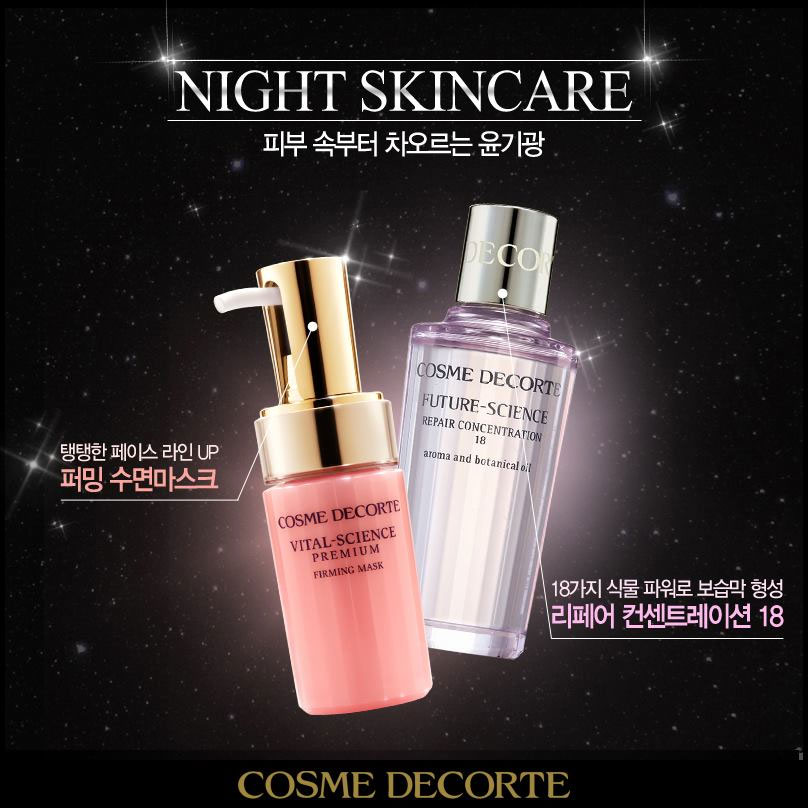 NIGHT SKINCARE
피부 속부터 차오르는 윤기광
DECOR
COSME DECORTE
FUTURE-SCIENCE
REPAIR CONCENTRATION
18
aroma and botanical oil
탱탱한 페이스 라인 UP
퍼밍 수면마스크
COSME DECORTE
VITAL-SCIENCE
PREMIUM
FIRMING MASK
18가지 식물 파워로 보습막 형성
리페어 컨센트레이션 18
COSME DECORTE